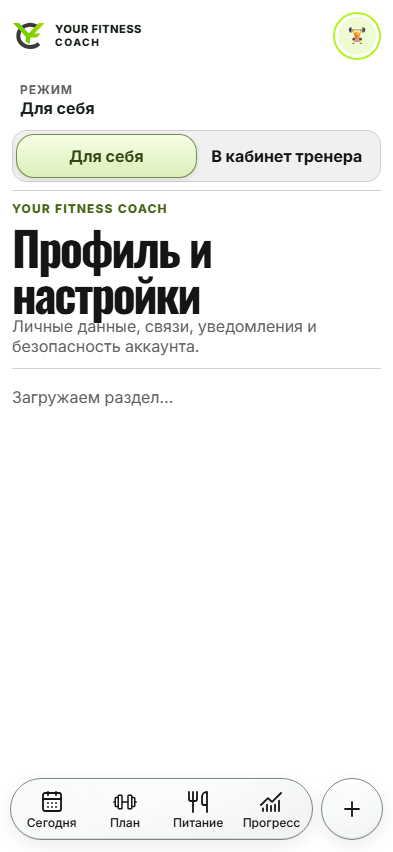 YOUR FITNESS
COACH
РЕЖИМ
Для себя
Для себя
В кабинет тренера
YOUR FITNESS COACH
Профиль и
настройки
Личные данные, связи, уведомления и
безопасность аккаунта.
Загружаем раздел...
Сегодня
План
Питание
Прогресс